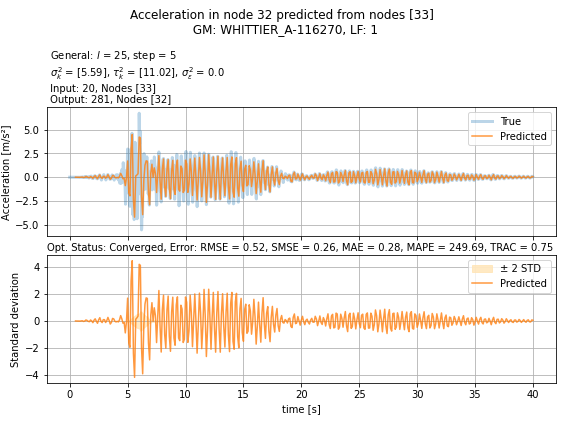 Acceleration in node 32 predicted from nodes [33]
GM: WHITTIER_A-116270, LF: 1
General: l = 25, step = 5
σ²_k = [5.59], τ²_k = [11.02], σ²_ε = 0.0
Input: 20, Nodes [33]
Output: 281, Nodes [32]
Acceleration [m/s²]
5.0
2.5
0.0
−2.5
−5.0
True
Predicted
Opt. Status: Converged, Error: RMSE = 0.52, SMSE = 0.26, MAE = 0.28, MAPE = 249.69, TRAC = 0.75
Standard deviation
4
2
0
−2
−4
± 2 STD
Predicted
0 5 10 15 20 25 30 35 40
time [s]